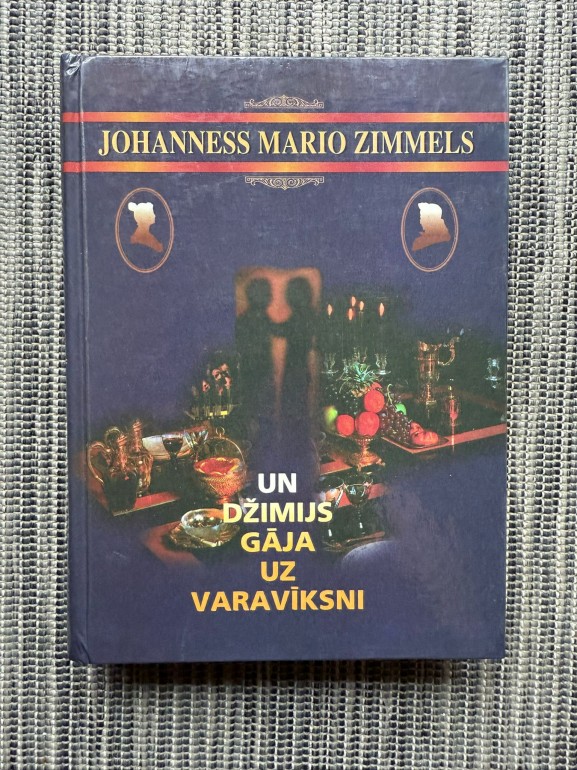 JOHANNESS MARIO ZIMMELS
UN
DŽIMIJS
GĀJA
UZ
VARAVĪKSNI